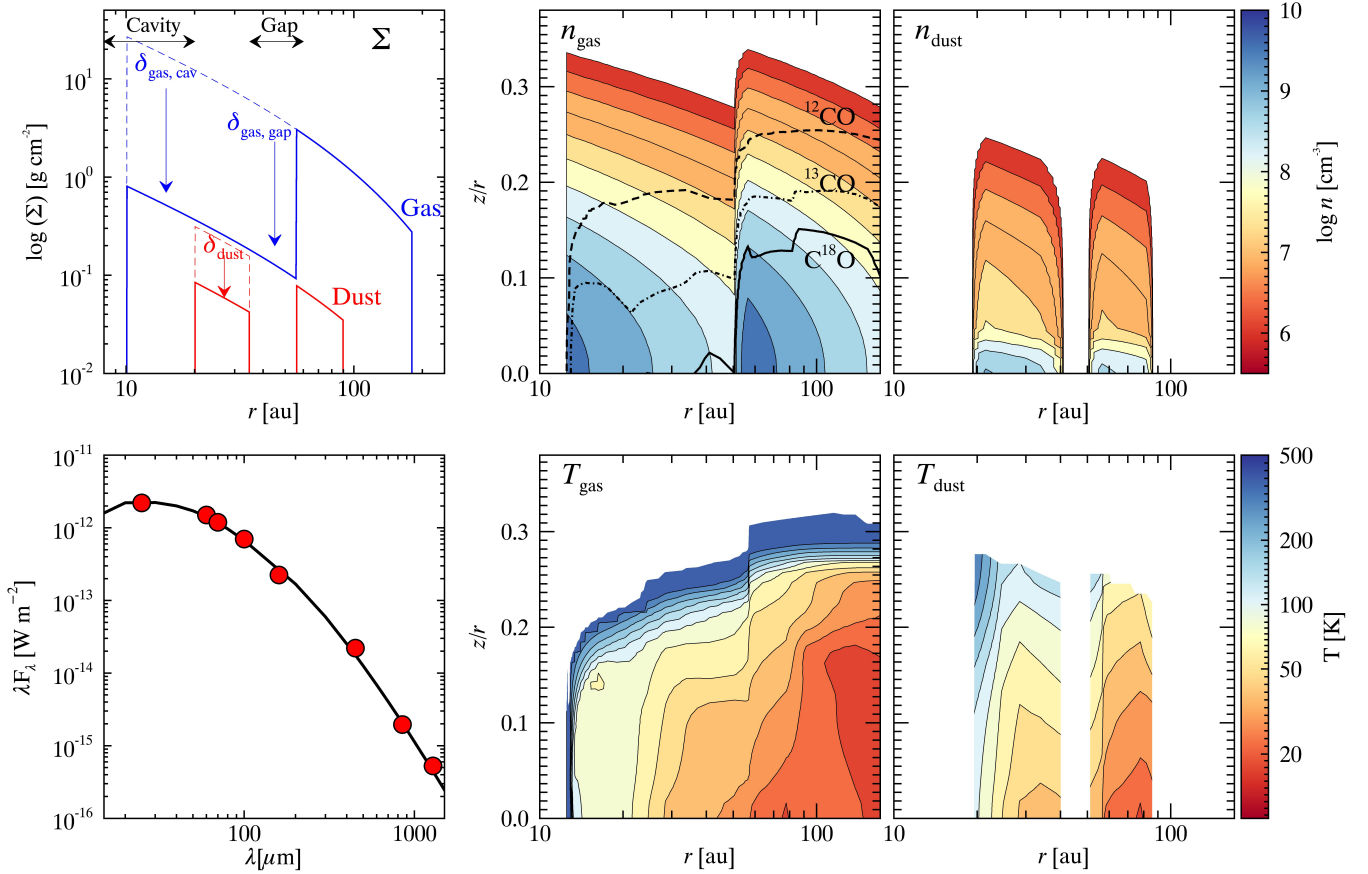 Cavity Gap Σ
δgas, cav
δgas, gap
δdust
Gas
Dust
log (Σ) [g cm⁻²]
10¹
10⁰
10⁻¹
10⁻²
10 100
r [au]
ngas
¹²CO
¹³CO
C¹⁸O
z/r
0.3
0.2
0.1
0.0
10 100
r [au]
ndust
100
r [au]
10
9
8
7
6
log n [cm⁻³]
10⁻¹¹
10⁻¹²
10⁻¹³
10⁻¹⁴
10⁻¹⁵
10⁻¹⁶
λFλ [W m⁻²]
100 1000
λ[μm]
Tgas
z/r
0.3
0.2
0.1
0.0
10 100
r [au]
Tdust
100
r [au]
500
200
100
50
20
T [K]